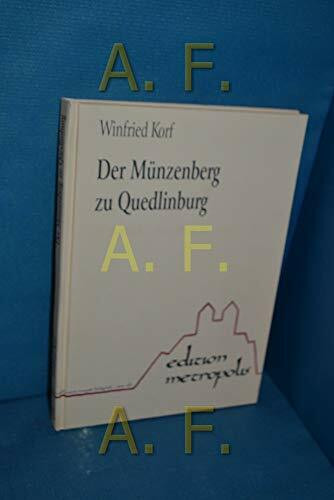 A. F.
Winfried Korf
Der Münzenberg
zu Quedlinburg
A. F.
edition
metropolis
A. F.